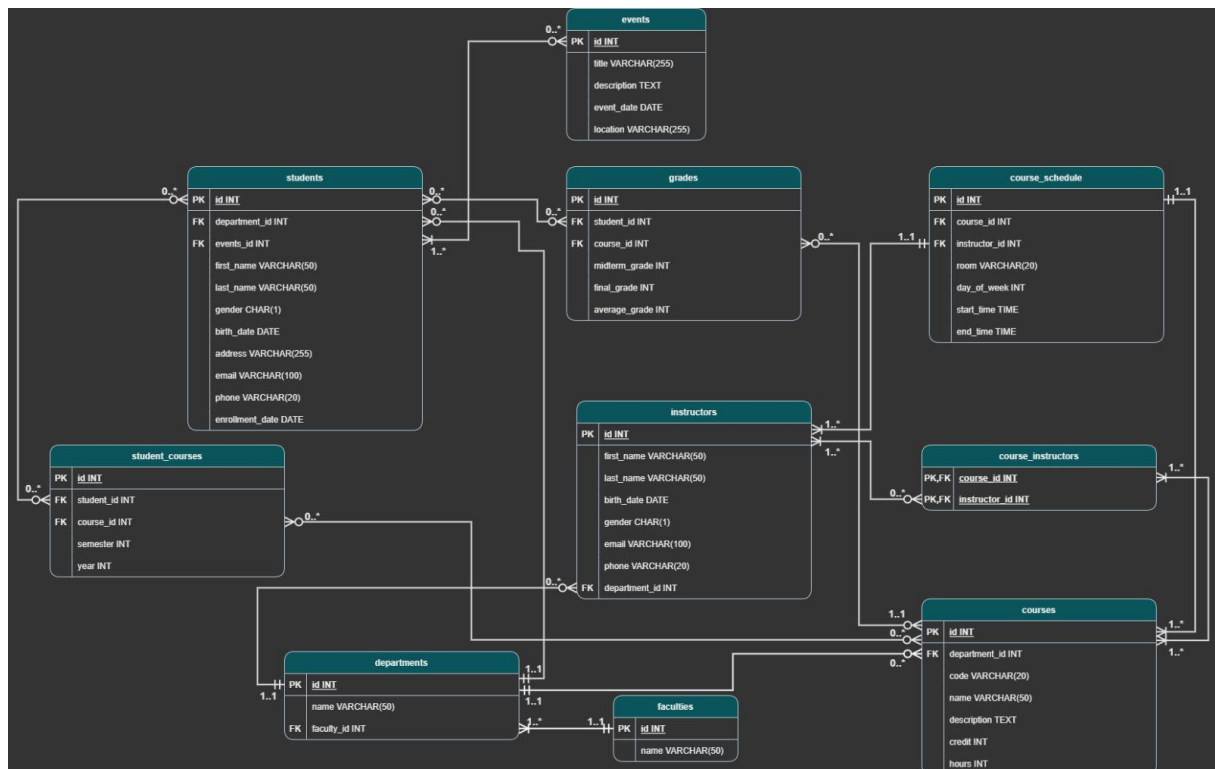 events
PK id INT
title VARCHAR(255)
description TEXT
event_date DATE
location VARCHAR(255)
0..*
1..*
students
PK id INT
FK department_id INT
FK events_id INT
first_name VARCHAR(50)
last_name VARCHAR(50)
gender CHAR(1)
birth_date DATE
address VARCHAR(255)
email VARCHAR(100)
phone VARCHAR(20)
enrollment_date DATE
0..*
0..*
0..*
grades
PK id INT
FK student_id INT
FK course_id INT
midterm_grade INT
final_grade INT
average_grade INT
0..*
0..*
course_schedule
PK id INT
FK course_id INT
FK instructor_id INT
room VARCHAR(20)
day_of_week INT
start_time TIME
end_time TIME
1..1
1..1
student_courses
PK id INT
FK student_id INT
FK course_id INT
semester INT
year INT
0..*
0..*
instructors
PK id INT
first_name VARCHAR(50)
last_name VARCHAR(50)
birth_date DATE
gender CHAR(1)
email VARCHAR(100)
phone VARCHAR(20)
FK department_id INT
1..*
1..*
0..*
course_instructors
PK,FK course_id INT
PK,FK instructor_id INT
1..*
0..*
departments
PK id INT
name VARCHAR(50)
FK faculty_id INT
1..1
1..1
1..1
1..*
faculties
PK id INT
name VARCHAR(50)
1..1
courses
PK id INT
FK department_id INT
code VARCHAR(20)
name VARCHAR(50)
description TEXT
credit INT
hours INT
1..1
0..*
0..*
1..*
1..*